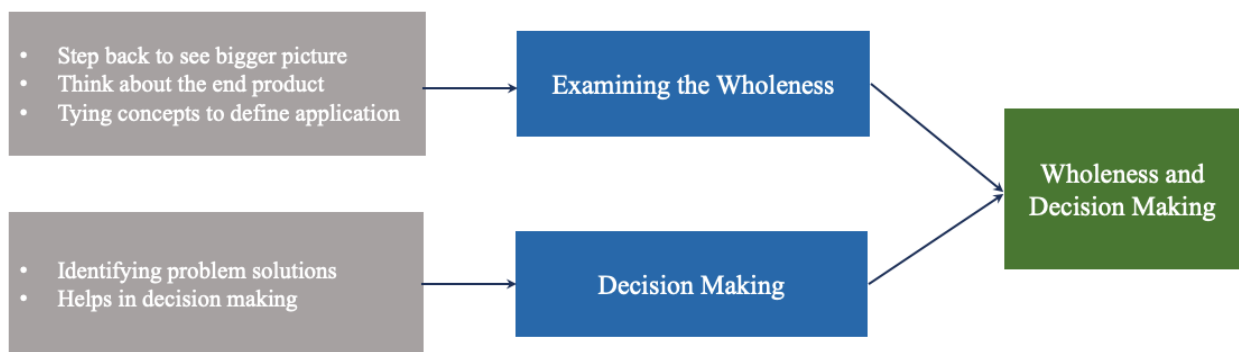 • Step back to see bigger picture
• Think about the end product
• Tying concepts to define application
Examining the Wholeness
• Identifying problem solutions
• Helps in decision making
Decision Making
Wholeness and
Decision Making